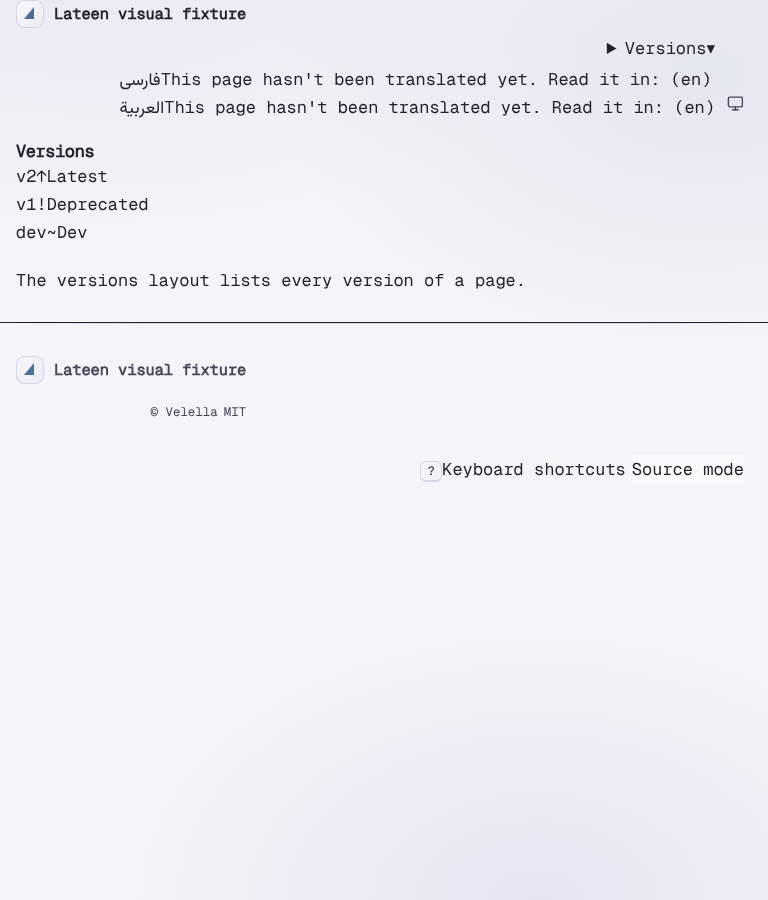 Lateen visual fixture
▶ Versions▾
فارسیThis page hasn't been translated yet. Read it in: (en)
العربيةThis page hasn't been translated yet. Read it in: (en)
Versions
v2↑Latest
v1!Deprecated
dev~Dev
The versions layout lists every version of a page.
Lateen visual fixture
© Velella MIT
?Keyboard shortcuts Source mode